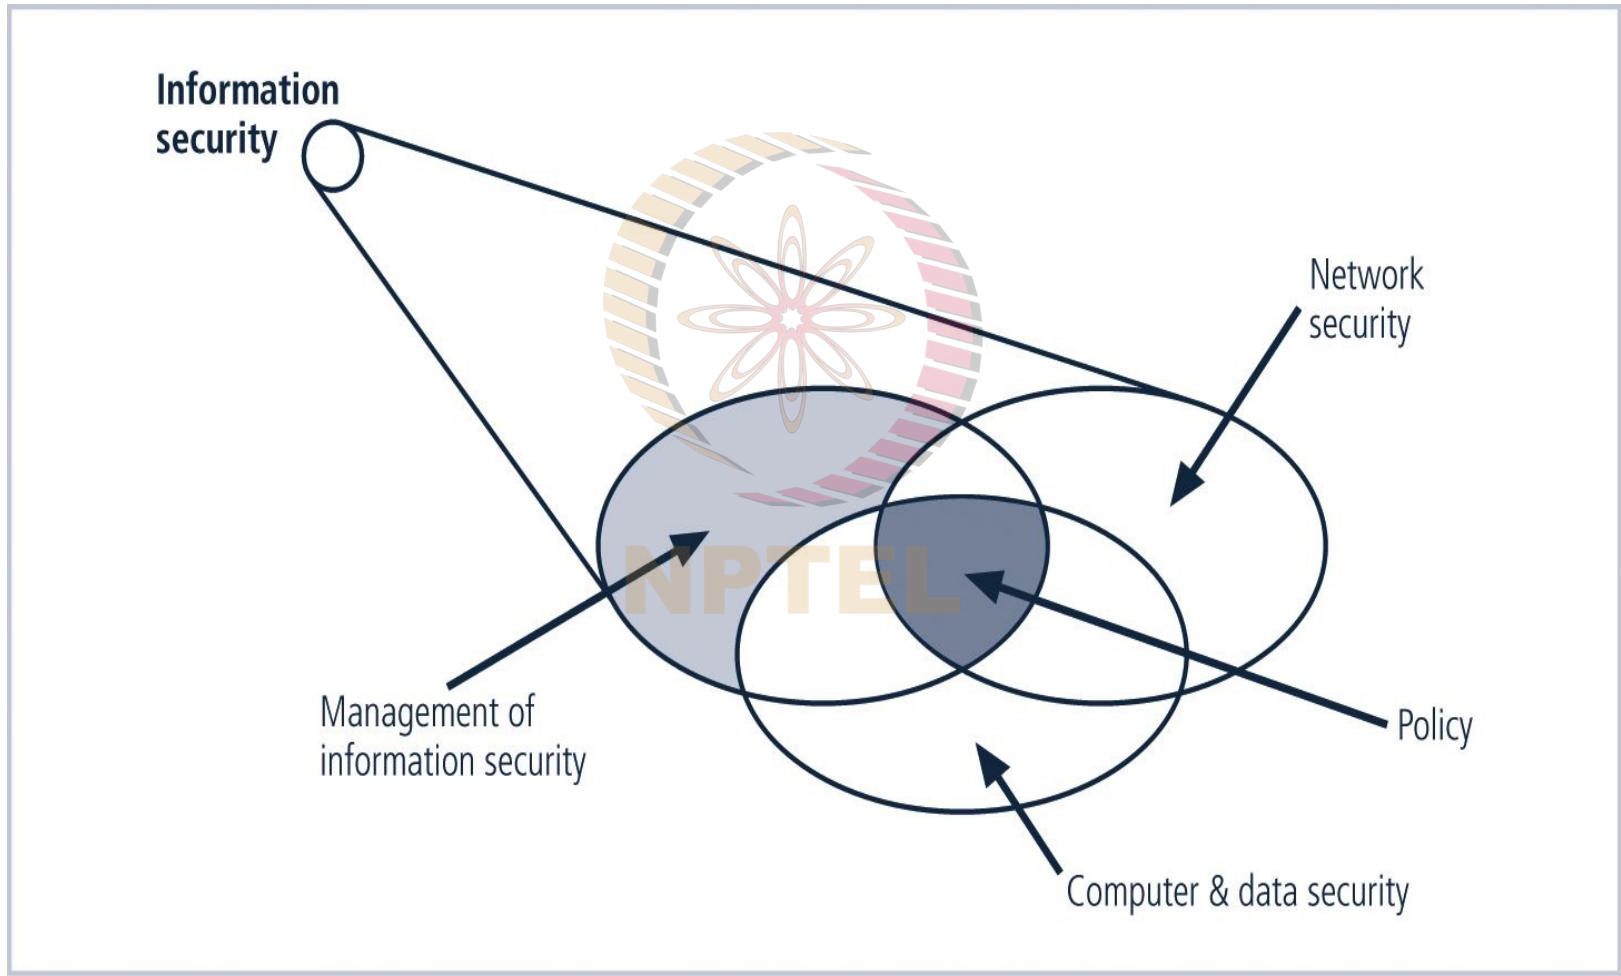 Information
security
Network
security
NPTEL
Management of
information security
Policy
Computer & data security